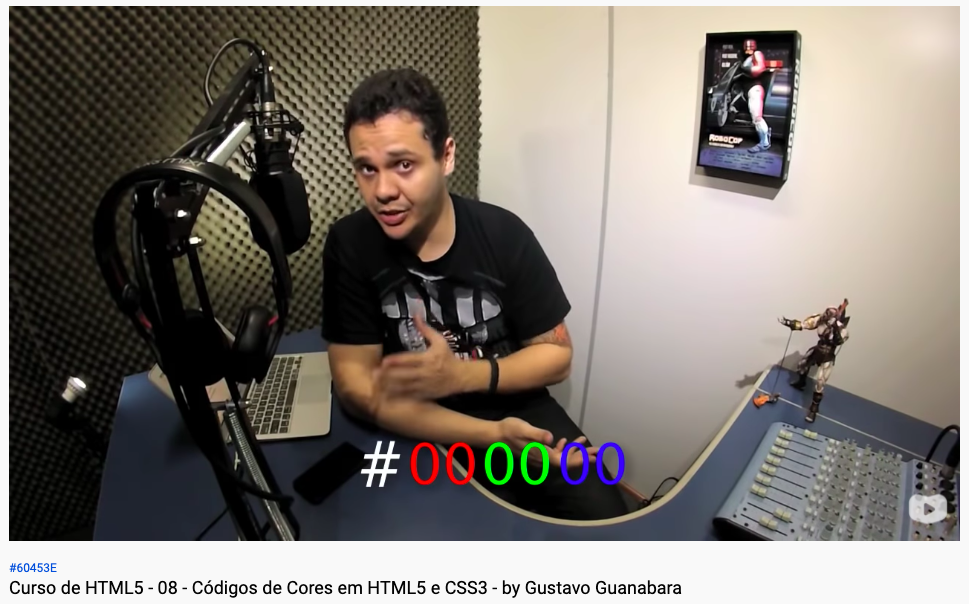 ROBOCOP
#000000
#60453E
Curso de HTML5 - 08 - Códigos de Cores em HTML5 e CSS3 - by Gustavo Guanabara